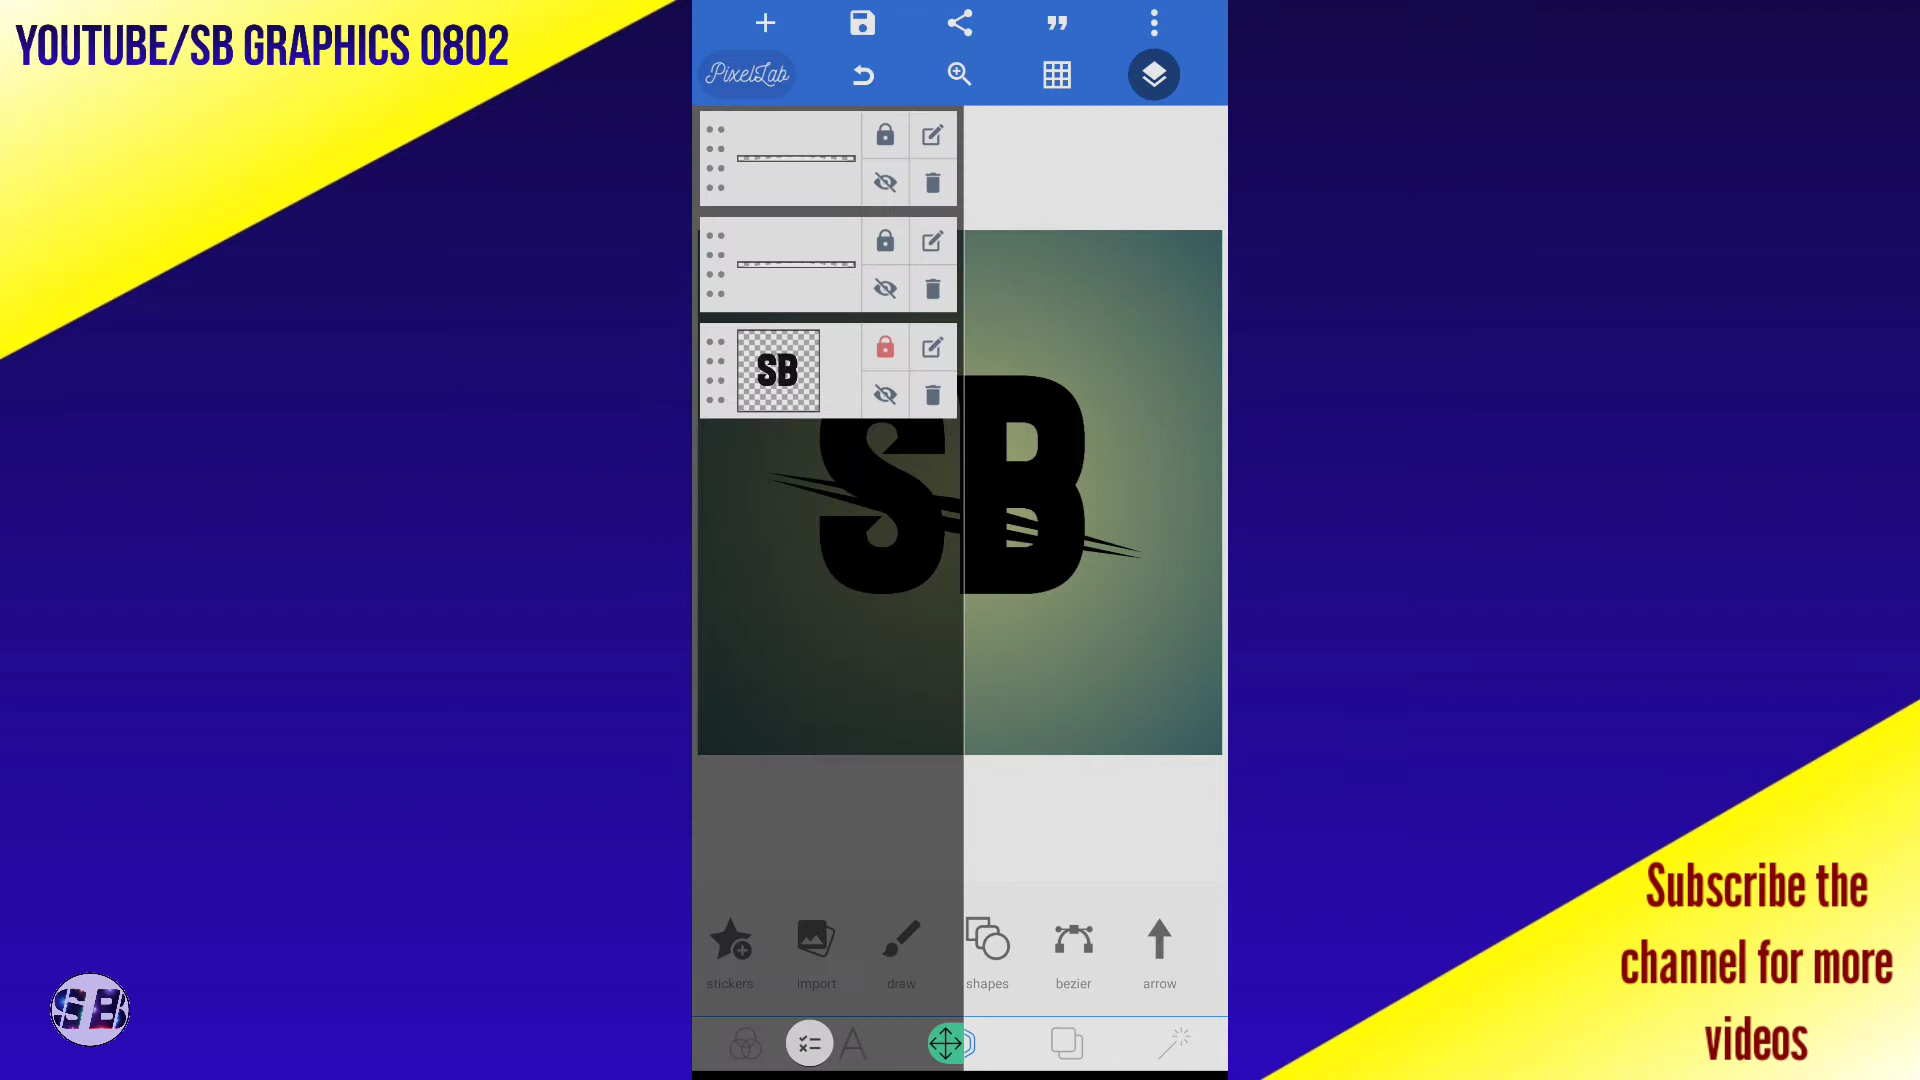 YOUTUBE/SB GRAPHICS 0802
PixelLab
SB
SB
stickers import draw shapes bezier arrow
A
SB
Subscribe the
channel for more
videos